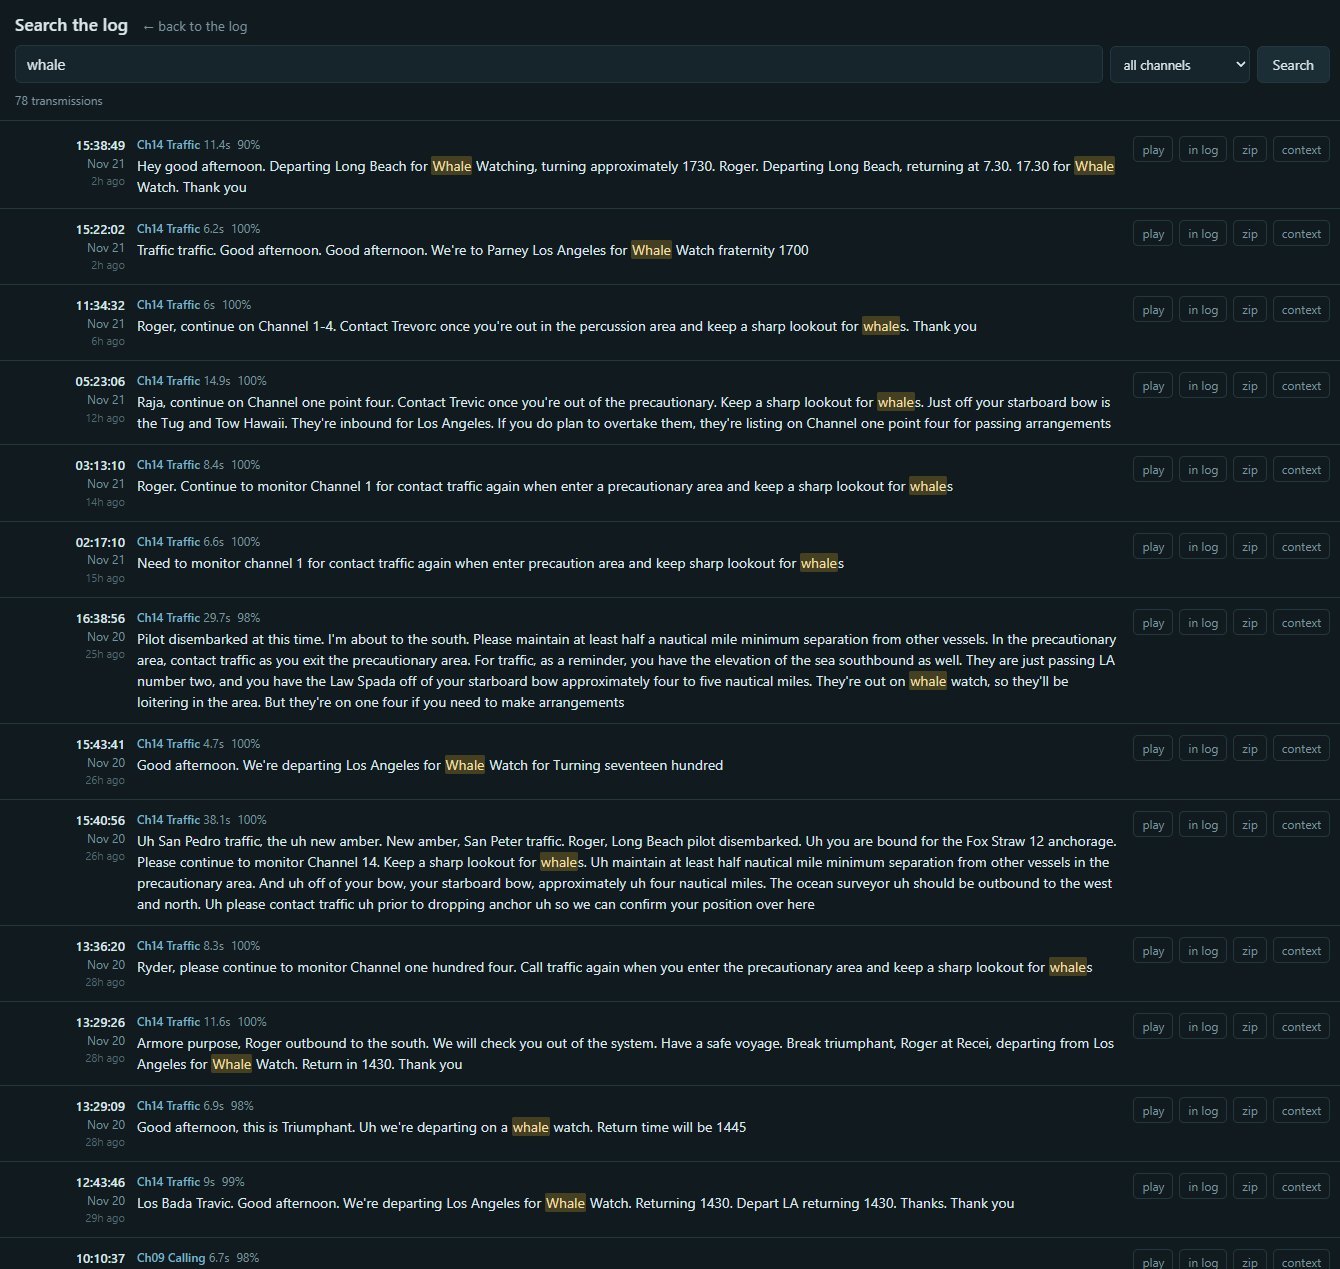 Search the log ← back to the log
whale all channels Search
78 transmissions
15:38:49 Ch14 Traffic 11.4s 90% play in log zip context
Nov 21 Hey good afternoon. Departing Long Beach for Whale Watching, turning approximately 1730. Roger. Departing Long Beach, returning at 7.30. 17.30 for Whale
2h ago Watch. Thank you
15:22:02 Ch14 Traffic 6.2s 100% play in log zip context
Nov 21 Traffic traffic. Good afternoon. Good afternoon. We're to Parney Los Angeles for Whale Watch fraternity 1700
2h ago
11:34:32 Ch14 Traffic 6s 100% play in log zip context
Nov 21 Roger, continue on Channel 1-4. Contact Trevorc once you're out in the percussion area and keep a sharp lookout for whales. Thank you
6h ago
05:23:06 Ch14 Traffic 14.9s 100% play in log zip context
Nov 21 Raja, continue on Channel one point four. Contact Trevic once you're out of the precautionary. Keep a sharp lookout for whales. Just off your starboard bow is
12h ago the Tug and Tow Hawaii. They're inbound for Los Angeles. If you do plan to overtake them, they're listing on Channel one point four for passing arrangements
03:13:10 Ch14 Traffic 8.4s 100% play in log zip context
Nov 21 Roger. Continue to monitor Channel 1 for contact traffic again when enter a precautionary area and keep a sharp lookout for whales
14h ago
02:17:10 Ch14 Traffic 6.6s 100% play in log zip context
Nov 21 Need to monitor channel 1 for contact traffic again when enter precaution area and keep sharp lookout for whales
15h ago
16:38:56 Ch14 Traffic 29.7s 98% play in log zip context
Nov 20 Pilot disembarked at this time. I'm about to the south. Please maintain at least half a nautical mile minimum separation from other vessels. In the precautionary
25h ago area, contact traffic as you exit the precautionary area. For traffic, as a reminder, you have the elevation of the sea southbound as well. They are just passing LA
number two, and you have the Law Spada off of your starboard bow approximately four to five nautical miles. They're out on whale watch, so they'll be
loitering in the area. But they're on one four if you need to make arrangements
15:43:41 Ch14 Traffic 4.7s 100% play in log zip context
Nov 20 Good afternoon. We're departing Los Angeles for Whale Watch for Turning seventeen hundred
26h ago
15:40:56 Ch14 Traffic 38.1s 100% play in log zip context
Nov 20 Uh San Pedro traffic, the uh new amber. New amber, San Peter traffic. Roger, Long Beach pilot disembarked. Uh you are bound for the Fox Straw 12 anchorage.
26h ago Please continue to monitor Channel 14. Keep a sharp lookout for whales. Uh maintain at least half nautical mile minimum separation from other vessels in the
precautionary area. And uh off of your bow, your starboard bow, approximately uh four nautical miles. The ocean surveyor uh should be outbound to the west
and north. Uh please contact traffic uh prior to dropping anchor uh so we can confirm your position over here
13:36:20 Ch14 Traffic 8.3s 100% play in log zip context
Nov 20 Ryder, please continue to monitor Channel one hundred four. Call traffic again when you enter the precautionary area and keep a sharp lookout for whales
28h ago
13:29:26 Ch14 Traffic 11.6s 100% play in log zip context
Nov 20 Armore purpose, Roger outbound to the south. We will check you out of the system. Have a safe voyage. Break triumphant, Roger at Recei, departing from Los
28h ago Angeles for Whale Watch. Return in 1430. Thank you
13:29:09 Ch14 Traffic 6.9s 98% play in log zip context
Nov 20 Good afternoon, this is Triumphant. Uh we're departing on a whale watch. Return time will be 1445
28h ago
12:43:46 Ch14 Traffic 9s 99% play in log zip context
Nov 20 Los Bada Travic. Good afternoon. We're departing Los Angeles for Whale Watch. Returning 1430. Depart LA returning 1430. Thanks. Thank you
29h ago
10:10:37 Ch09 Calling 6.7s 98% play in log zip context